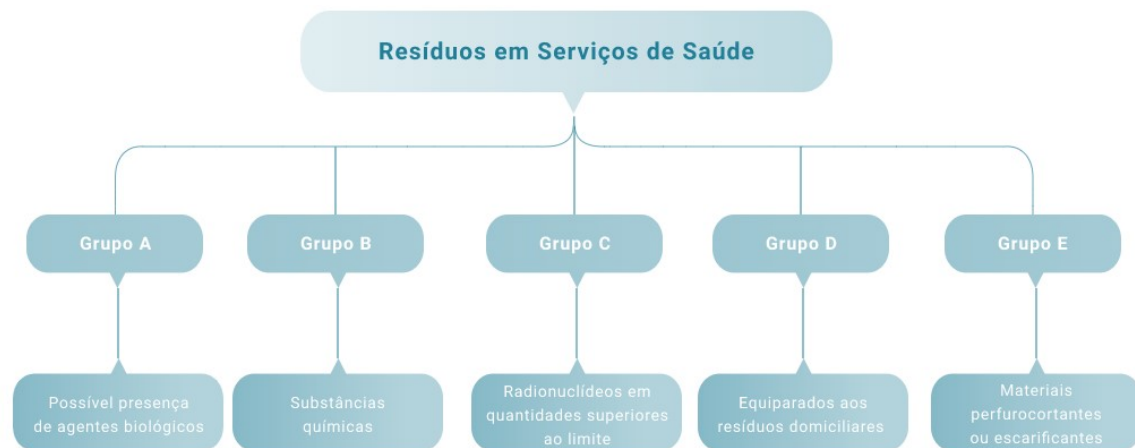 Resíduos em Serviços de Saúde
Grupo A
Grupo B
Grupo C
Grupo D
Grupo E
Possível presença
de agentes biológicos
Substâncias
químicas
Radionuclídeos em
quantidades superiores
ao limite
Equiparados aos
resíduos domiciliares
Materiais
perfurocortantes
ou escarificantes